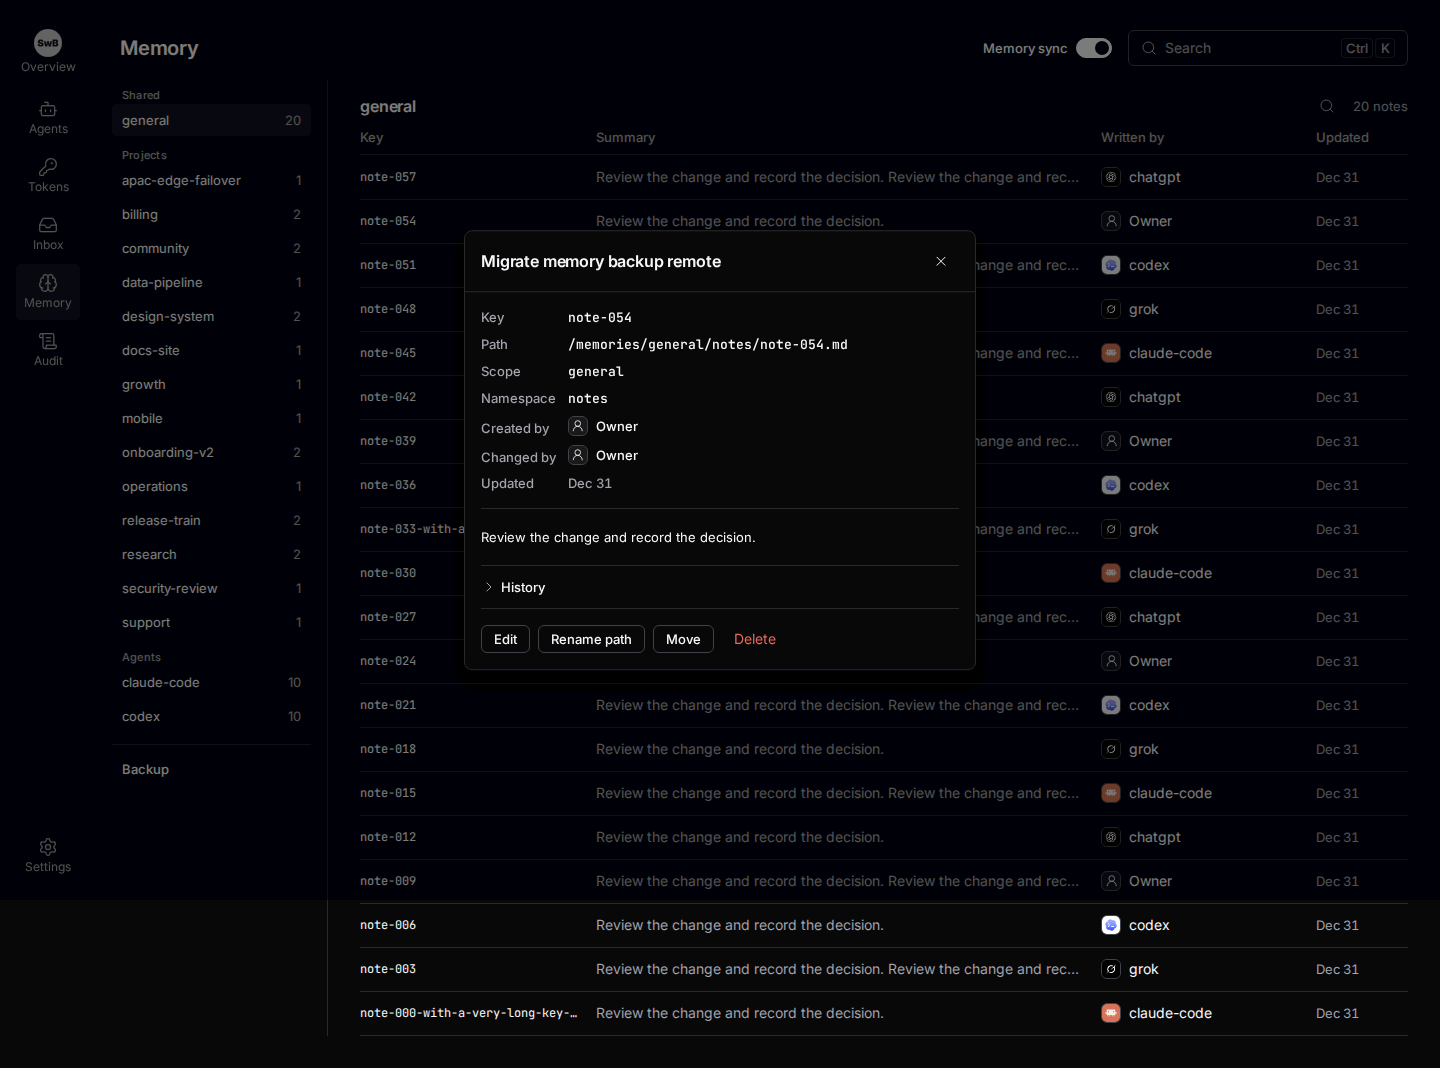 SwB
Overview
Agents
Tokens
Inbox
Memory
Audit
Settings
Memory
Memory sync
Search
Ctrl K
Shared
general 20
Projects
apac-edge-failover 1
billing 2
community 2
data-pipeline 1
design-system 2
docs-site 1
growth 1
mobile 1
onboarding-v2 2
operations 1
release-train 2
research 2
security-review 1
support 1
Agents
claude-code 10
codex 10
Backup
general
20 notes
Key Summary Written by Updated
note-057 Review the change and record the decision. Review the change and rec... chatgpt Dec 31
note-054 Review the change and record the decision. Owner Dec 31
note-051 hange and rec... codex Dec 31
note-048 grok Dec 31
note-045 hange and rec... claude-code Dec 31
note-042 chatgpt Dec 31
note-039 hange and rec... Owner Dec 31
note-036 codex Dec 31
note-033-with-a hange and rec... grok Dec 31
note-030 claude-code Dec 31
note-027 hange and rec... chatgpt Dec 31
note-024 Owner Dec 31
note-021 Review the change and record the decision. Review the change and rec... codex Dec 31
note-018 Review the change and record the decision. grok Dec 31
note-015 Review the change and record the decision. Review the change and rec... claude-code Dec 31
note-012 Review the change and record the decision. chatgpt Dec 31
note-009 Review the change and record the decision. Review the change and rec... Owner Dec 31
note-006 Review the change and record the decision. codex Dec 31
note-003 Review the change and record the decision. Review the change and rec... grok Dec 31
note-000-with-a-very-long-key-… Review the change and record the decision. claude-code Dec 31
Migrate memory backup remote
Key note-054
Path /memories/general/notes/note-054.md
Scope general
Namespace notes
Created by Owner
Changed by Owner
Updated Dec 31
Review the change and record the decision.
History
Edit Rename path Move Delete